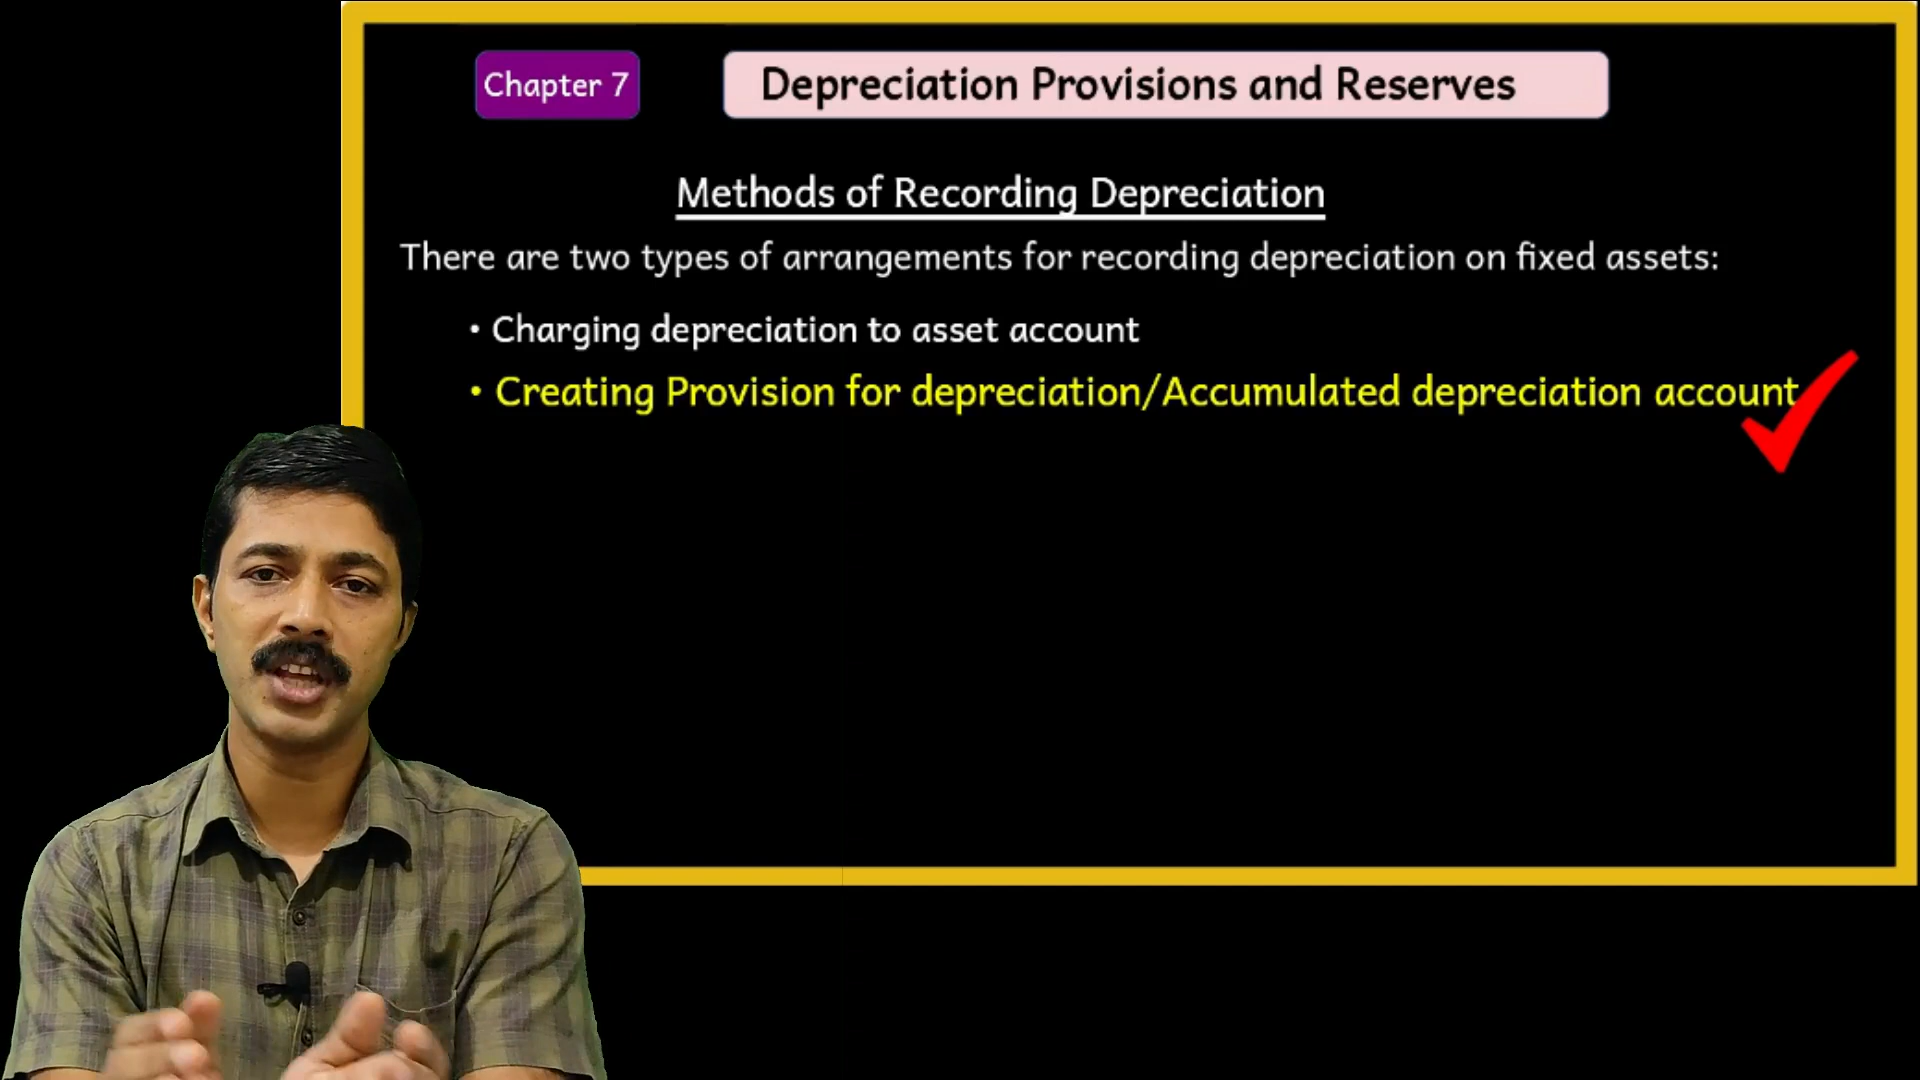 Chapter 7
Depreciation Provisions and Reserves
Methods of Recording Depreciation
There are two types of arrangements for recording depreciation on fixed assets:
• Charging depreciation to asset account
• Creating Provision for depreciation/Accumulated depreciation account